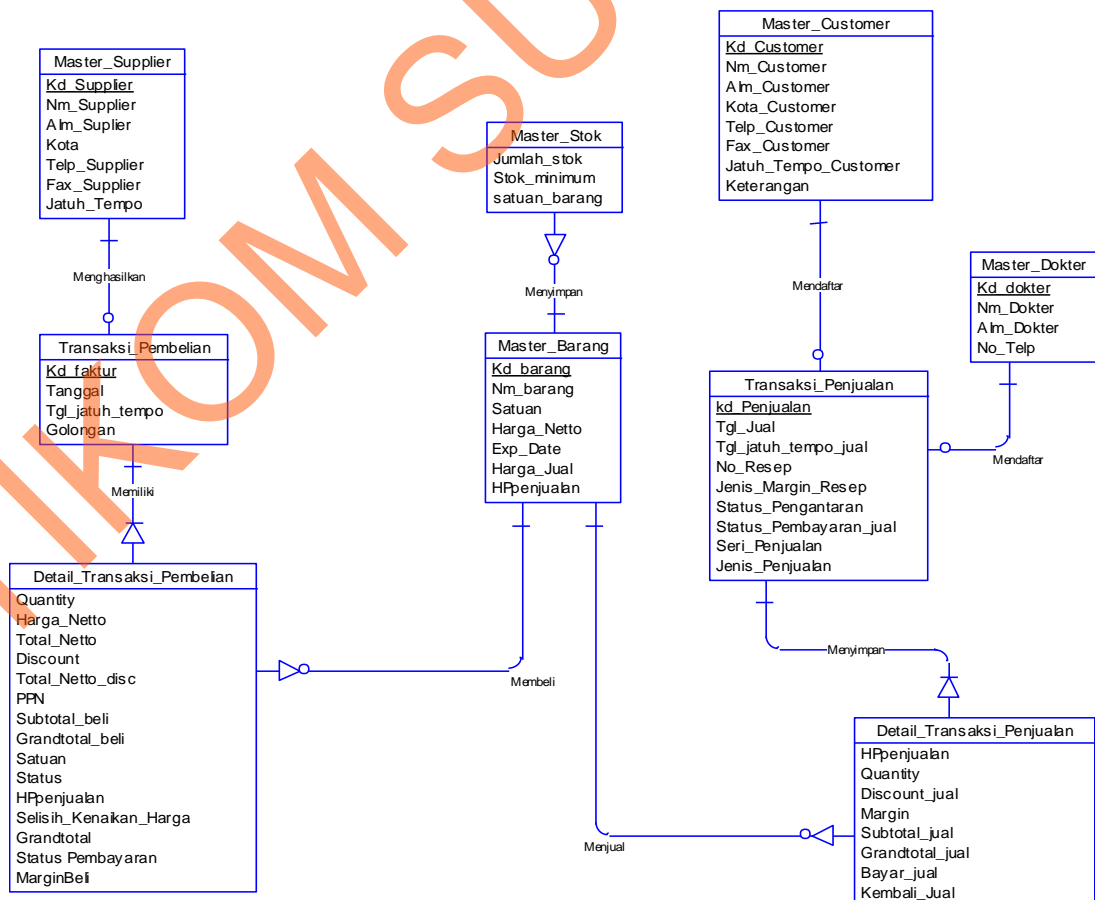 Master_Supplier
Kd_Supplier
Nm_Supplier
Alm_Suplier
Kota
Telp_Supplier
Fax_Supplier
Jatuh_Tempo
Menghasilkan
Transaksi_Pembelian
Kd_faktur
Tanggal
Tgl_jatuh_tempo
Golongan
Memiliki
Detail_Transaksi_Pembelian
Quantity
Harga_Netto
Total_Netto
Discount
Total_Netto_disc
PPN
Subtotal_beli
Grandtotal_beli
Satuan
Status
HPpenjualan
Selisih_Kenaikan_Harga
Grandtotal
Status Pembayaran
MarginBeli
Master_Stok
Jumlah_stok
Stok_minimum
satuan_barang
Menyimpan
Master_Barang
Kd_barang
Nm_barang
Satuan
Harga_Netto
Exp_Date
Harga_Jual
HPpenjualan
Membeli
Menjual
Master_Customer
Kd_Customer
Nm_Customer
Alm_Customer
Kota_Customer
Telp_Customer
Fax_Customer
Jatuh_Tempo_Customer
Keterangan
Mendaftar
Master_Dokter
Kd_dokter
Nm_Dokter
Alm_Dokter
No_Telp
Mendaftar
Transaksi_Penjualan
kd_Penjualan
Tgl_Jual
Tgl_jatuh_tempo_jual
No_Resep
Jenis_Margin_Resep
Status_Pengantaran
Status_Pembayaran_jual
Seri_Penjualan
Jenis_Penjualan
Menyimpan
Detail_Transaksi_Penjualan
HPpenjualan
Quantity
Discount_jual
Margin
Subtotal_jual
Grandtotal_jual
Bayar_jual
Kembali_Jual
IKOM SU